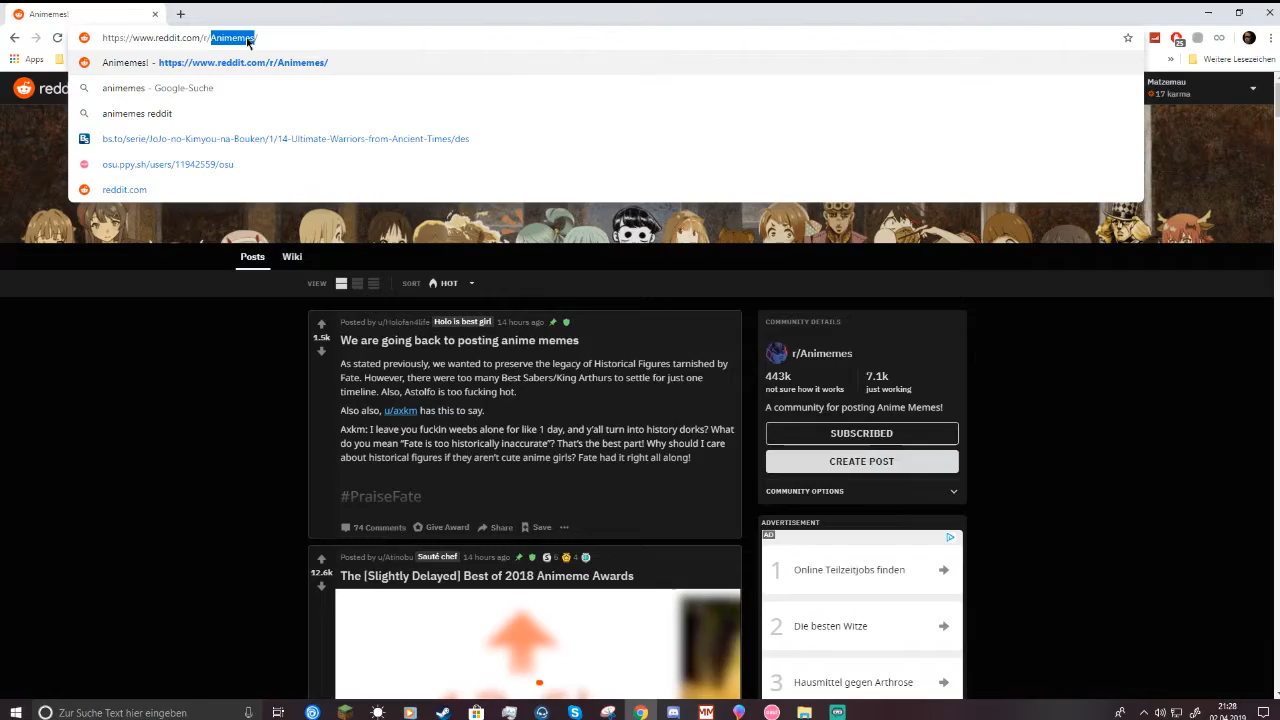 Animemes!
https://www.reddit.com/r/Animemes/
Animemes! - https://www.reddit.com/r/Animemes/
animemes - Google-Suche
animemes reddit
bs.to/serie/JoJo-no-Kimyou-na-Bouken/1/14-Ultimate-Warriors-from-Ancient-Times/des
osu.ppy.sh/users/11942559/osu
reddit.com
25
Apps
» Weitere Lesezeichen
redd
Matzemau
17 karma
Posts Wiki
VIEW SORT HOT
1.5k
Posted by u/Holofan4life Holo is best girl 14 hours ago
We are going back to posting anime memes
As stated previously, we wanted to preserve the legacy of Historical Figures tarnished by
Fate. However, there were too many Best Sabers/King Arthurs to settle for just one
timeline. Also, Astolfo is too fucking hot.
Also also, u/axkm has this to say.
Axkm: I leave you fuckin weebs alone for like 1 day, and y'all turn into history dorks? What
do you mean “Fate is too historically inaccurate”? That's the best part! Why should I care
about historical figures if they aren't cute anime girls? Fate had it right all along!
#PraiseFate
74 Comments Give Award Share Save
12.6k
Posted by u/Atinobu Sauté chef 14 hours ago 5 4
The [Slightly Delayed] Best of 2018 Animeme Awards
COMMUNITY DETAILS
r/Animemes
443k 7.1k
not sure how it works just working
A community for posting Anime Memes!
SUBSCRIBED
CREATE POST
COMMUNITY OPTIONS
ADVERTISEMENT
AD
1 Online Teilzeitjobs finden
2 Die besten Witze
3 Hausmittel gegen Arthrose
Zur Suche Text hier eingeben
21:28
02.04.2019